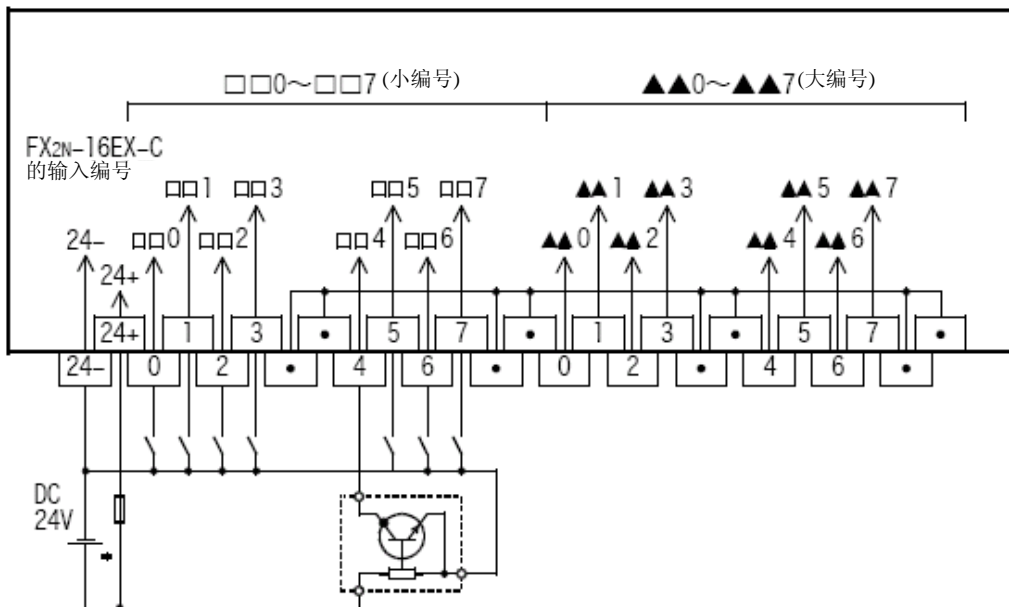 □□0～□□7 (小编号)
▲▲0～▲▲7 (大编号)
FX2N-16EX-C
的输入编号
□□1 □□3 □□5 □□7 ▲▲1 ▲▲3 ▲▲5 ▲▲7
24- □□0 □□2 □□4 □□6 ▲▲0 ▲▲2 ▲▲4 ▲▲6
24+
24+ 1 3 • 5 7 • 1 3 • 5 7 •
24- 0 2 • 4 6 • 0 2 • 4 6 •
DC
24V